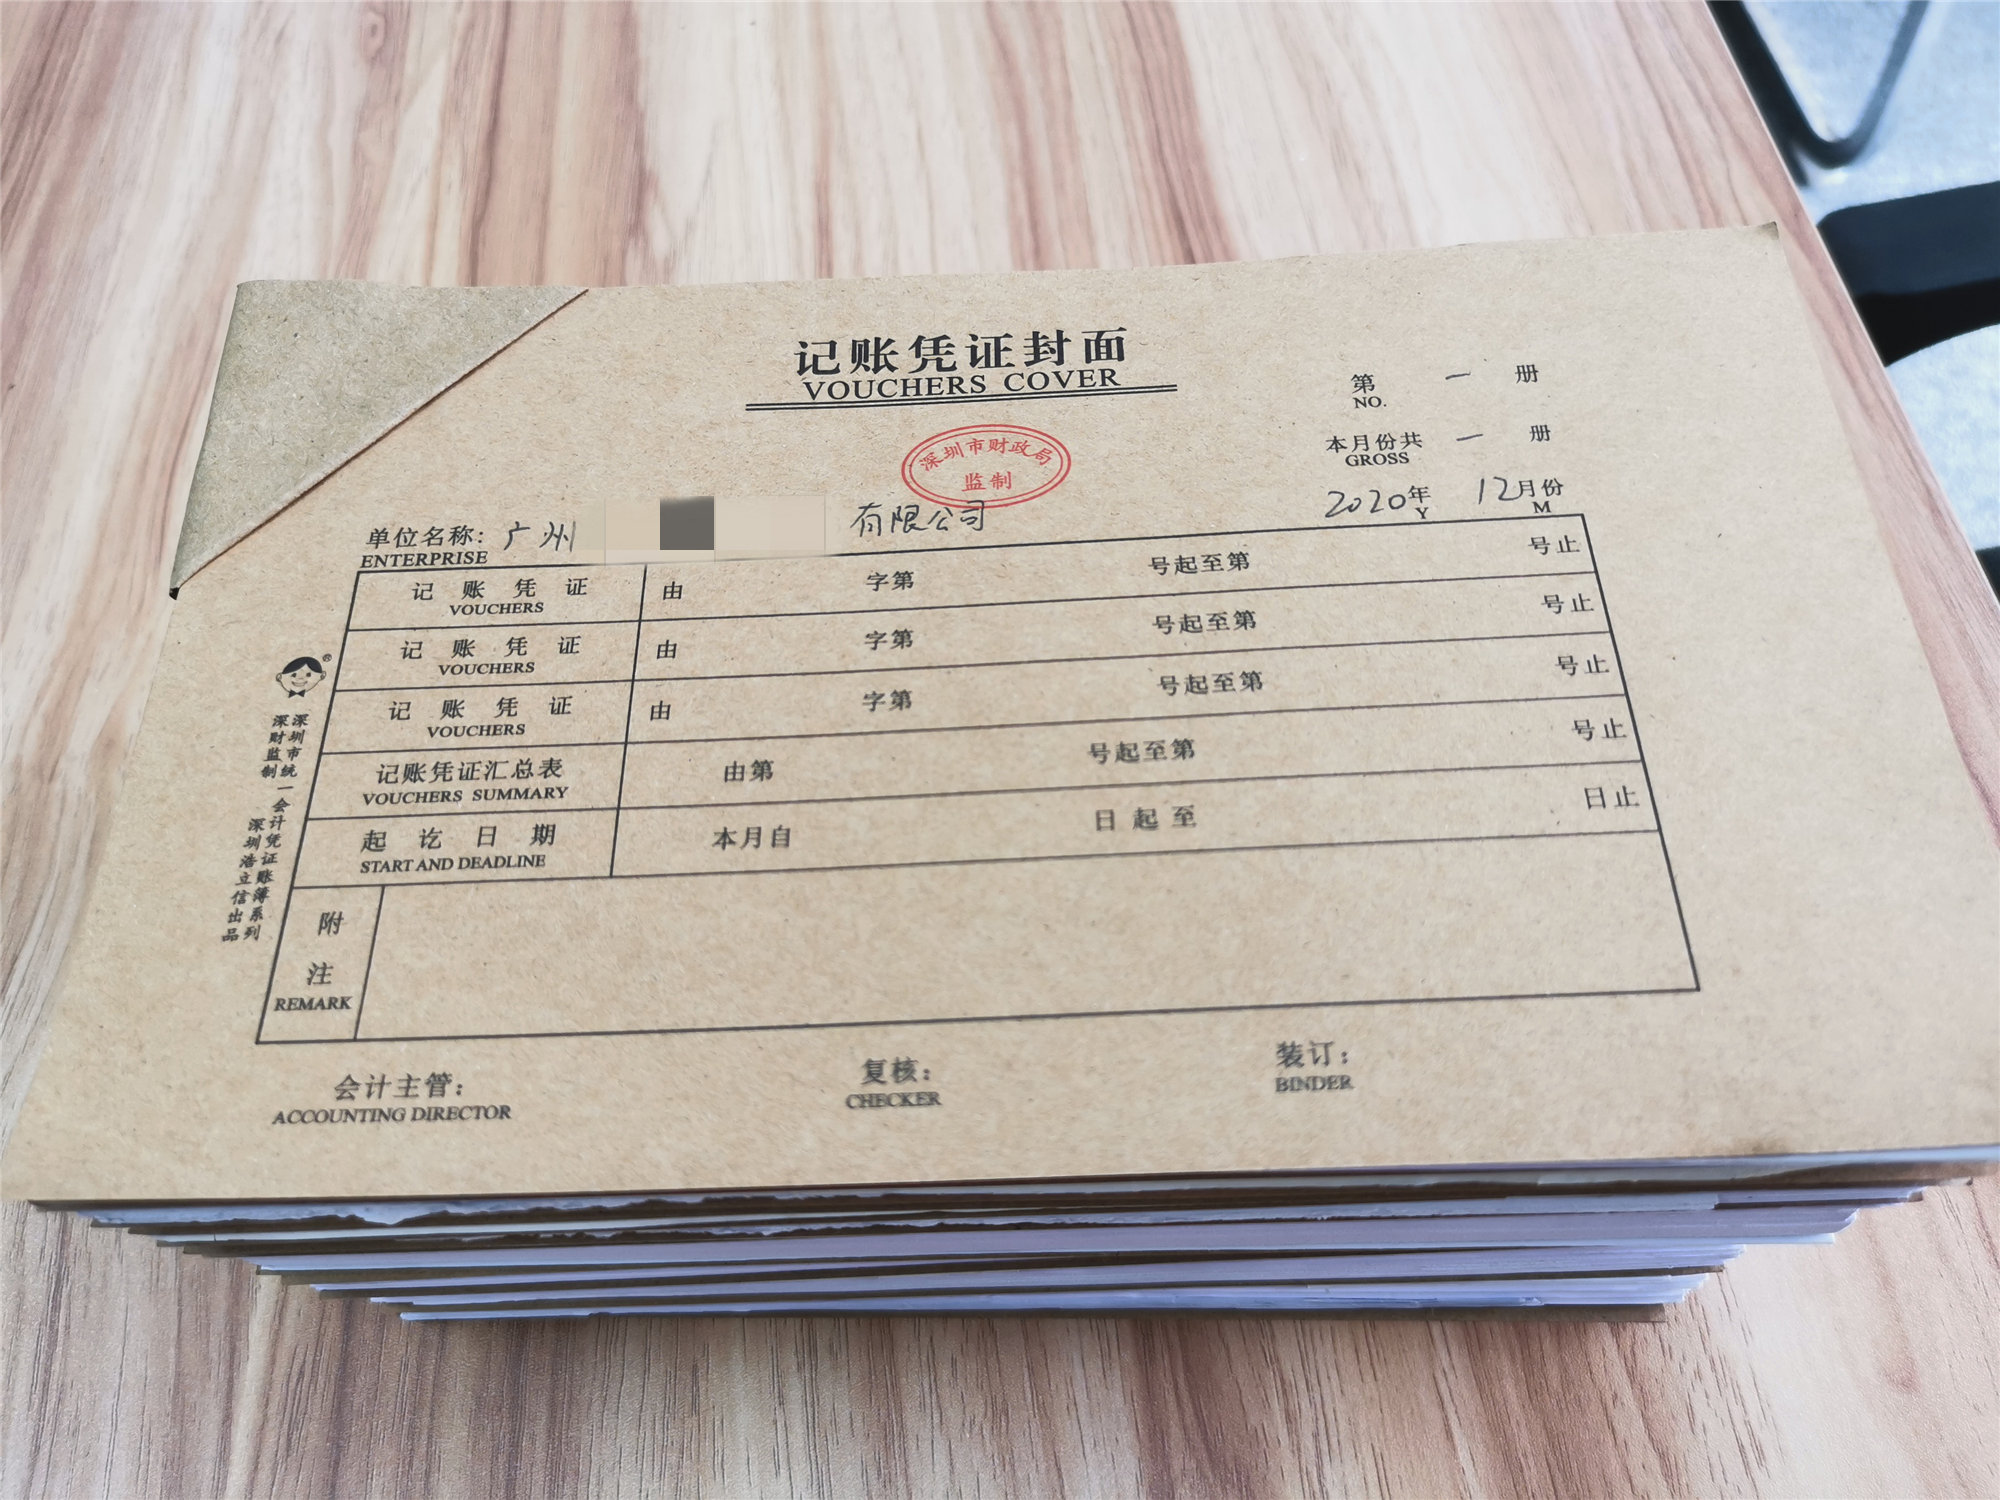 记账凭证封面
VOUCHERS COVER
深圳市财政局
监制
第 一 册
NO.
本月份共 一 册
GROSS
2020年 12月份
Y M
单位名称：广州 有限公司
ENTERPRISE
记账凭证 由 字第 号起至第 号止
VOUCHERS
记账凭证 由 字第 号起至第 号止
VOUCHERS
记账凭证 由 字第 号起至第 号止
VOUCHERS
记账凭证汇总表 由第 号起至第 号止
VOUCHERS SUMMARY
起讫日期 本月自 日起至 日止
START AND DEADLINE
附注
REMARK
会计主管： 复核： 装订：
ACCOUNTING DIRECTOR CHECKER BINDER
®
深圳市统一会计凭证账簿系列
深财监制 深圳浩立信出品